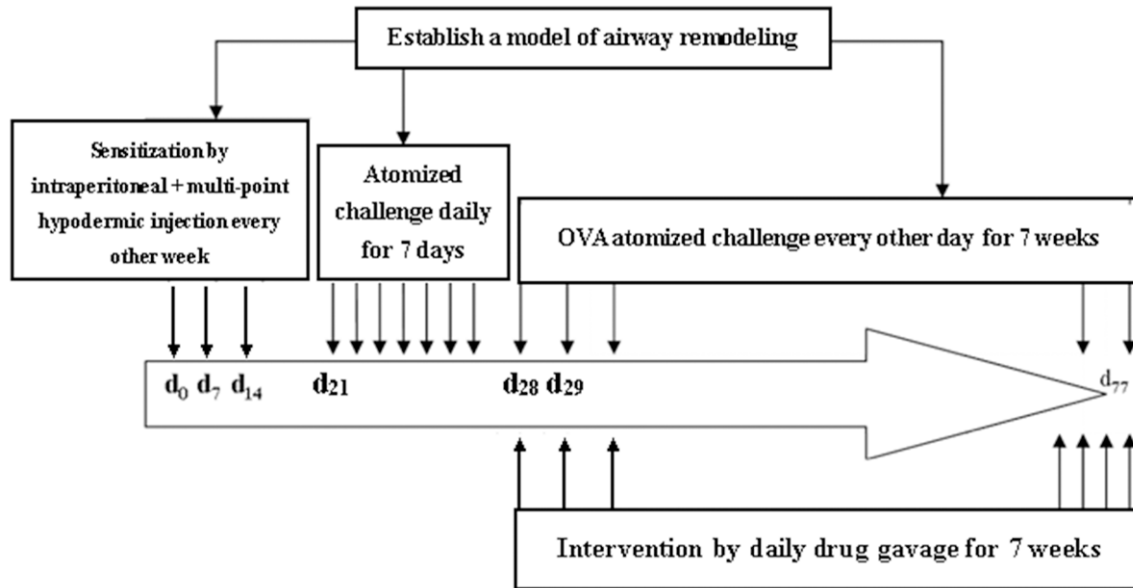 Establish a model of airway remodeling
Sensitization by
intraperitoneal + multi-point
hypodermic injection every
other week
Atomized
challenge daily
for 7 days
OVA atomized challenge every other day for 7 weeks
d₀ d₇ d₁₄ d₂₁ d₂₈ d₂₉ d₇₇
Intervention by daily drug gavage for 7 weeks